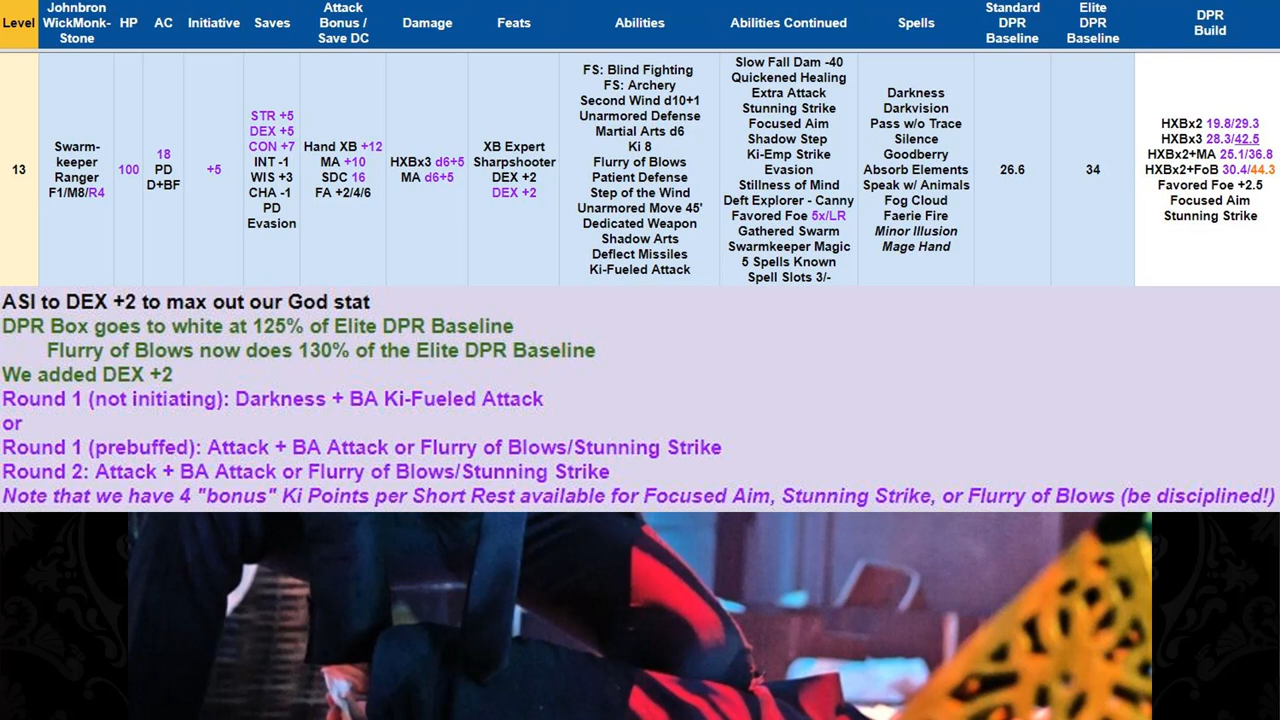 Level
Johnbron
WickMonk-
Stone
HP
AC
Initiative
Saves
Attack
Bonus /
Save DC
Damage
Feats
Abilities
Abilities Continued
Spells
Standard
DPR
Baseline
Elite
DPR
Baseline
DPR
Build
13
Swarm-
keeper
Ranger
F1/M8/R4
100
18
PD
D+BF
+5
STR +5
DEX +5
CON +7
INT -1
WIS +3
CHA -1
PD
Evasion
Hand XB +12
MA +10
SDC 16
FA +2/4/6
HXBx3 d6+5
MA d6+5
XB Expert
Sharpshooter
DEX +2
DEX +2
FS: Blind Fighting
FS: Archery
Second Wind d10+1
Unarmored Defense
Martial Arts d6
Ki 8
Flurry of Blows
Patient Defense
Step of the Wind
Unarmored Move 45'
Dedicated Weapon
Shadow Arts
Deflect Missiles
Ki-Fueled Attack
Slow Fall Dam -40
Quickened Healing
Extra Attack
Stunning Strike
Focused Aim
Shadow Step
Ki-Emp Strike
Evasion
Stillness of Mind
Deft Explorer - Canny
Favored Foe 5x/LR
Gathered Swarm
Swarmkeeper Magic
5 Spells Known
Spell Slots 3/-
Darkness
Darkvision
Pass w/o Trace
Silence
Goodberry
Absorb Elements
Speak w/ Animals
Fog Cloud
Faerie Fire
Minor Illusion
Mage Hand
26.6
34
HXBx2 19.8/29.3
HXBx3 28.3/42.5
HXBx2+MA 25.1/36.8
HXBx2+FoB 30.4/44.3
Favored Foe +2.5
Focused Aim
Stunning Strike
ASI to DEX +2 to max out our God stat
DPR Box goes to white at 125% of Elite DPR Baseline
Flurry of Blows now does 130% of the Elite DPR Baseline
We added DEX +2
Round 1 (not initiating): Darkness + BA Ki-Fueled Attack
or
Round 1 (prebuffed): Attack + BA Attack or Flurry of Blows/Stunning Strike
Round 2: Attack + BA Attack or Flurry of Blows/Stunning Strike
Note that we have 4 "bonus" Ki Points per Short Rest available for Focused Aim, Stunning Strike, or Flurry of Blows (be disciplined!)